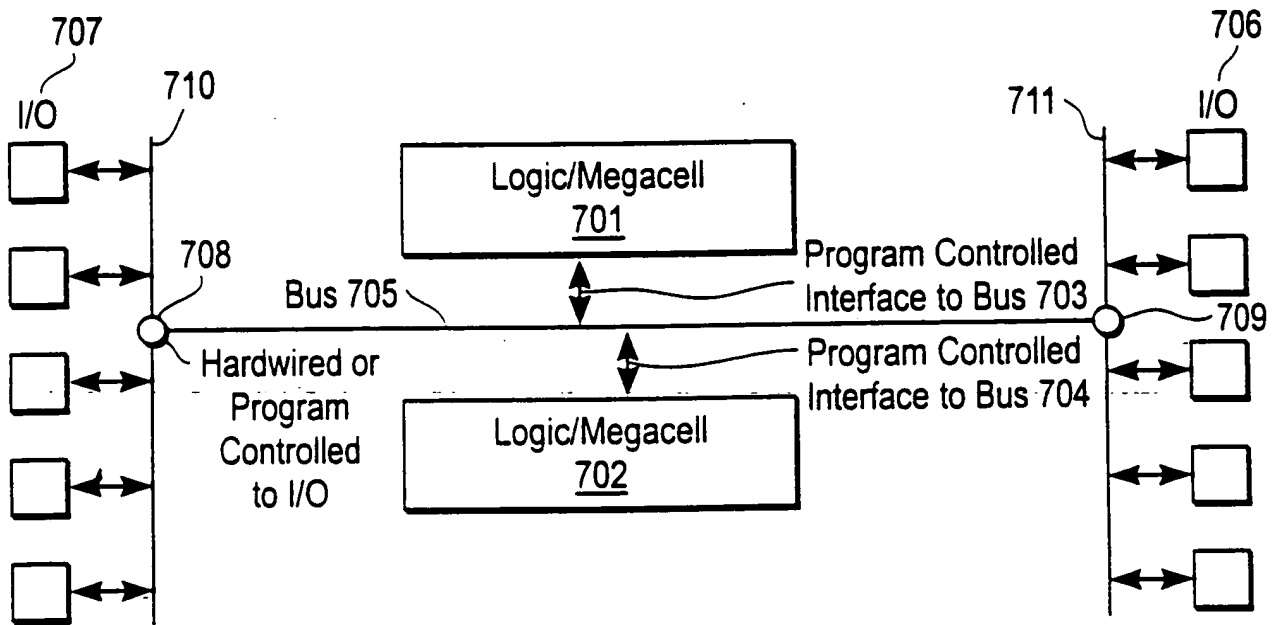 707
I/O
710
706
I/O
711
Logic/Megacell
701
708
Bus 705
Program Controlled
Interface to Bus 703
709
Hardwired or
Program
Controlled
to I/O
Program Controlled
Interface to Bus 704
Logic/Megacell
702